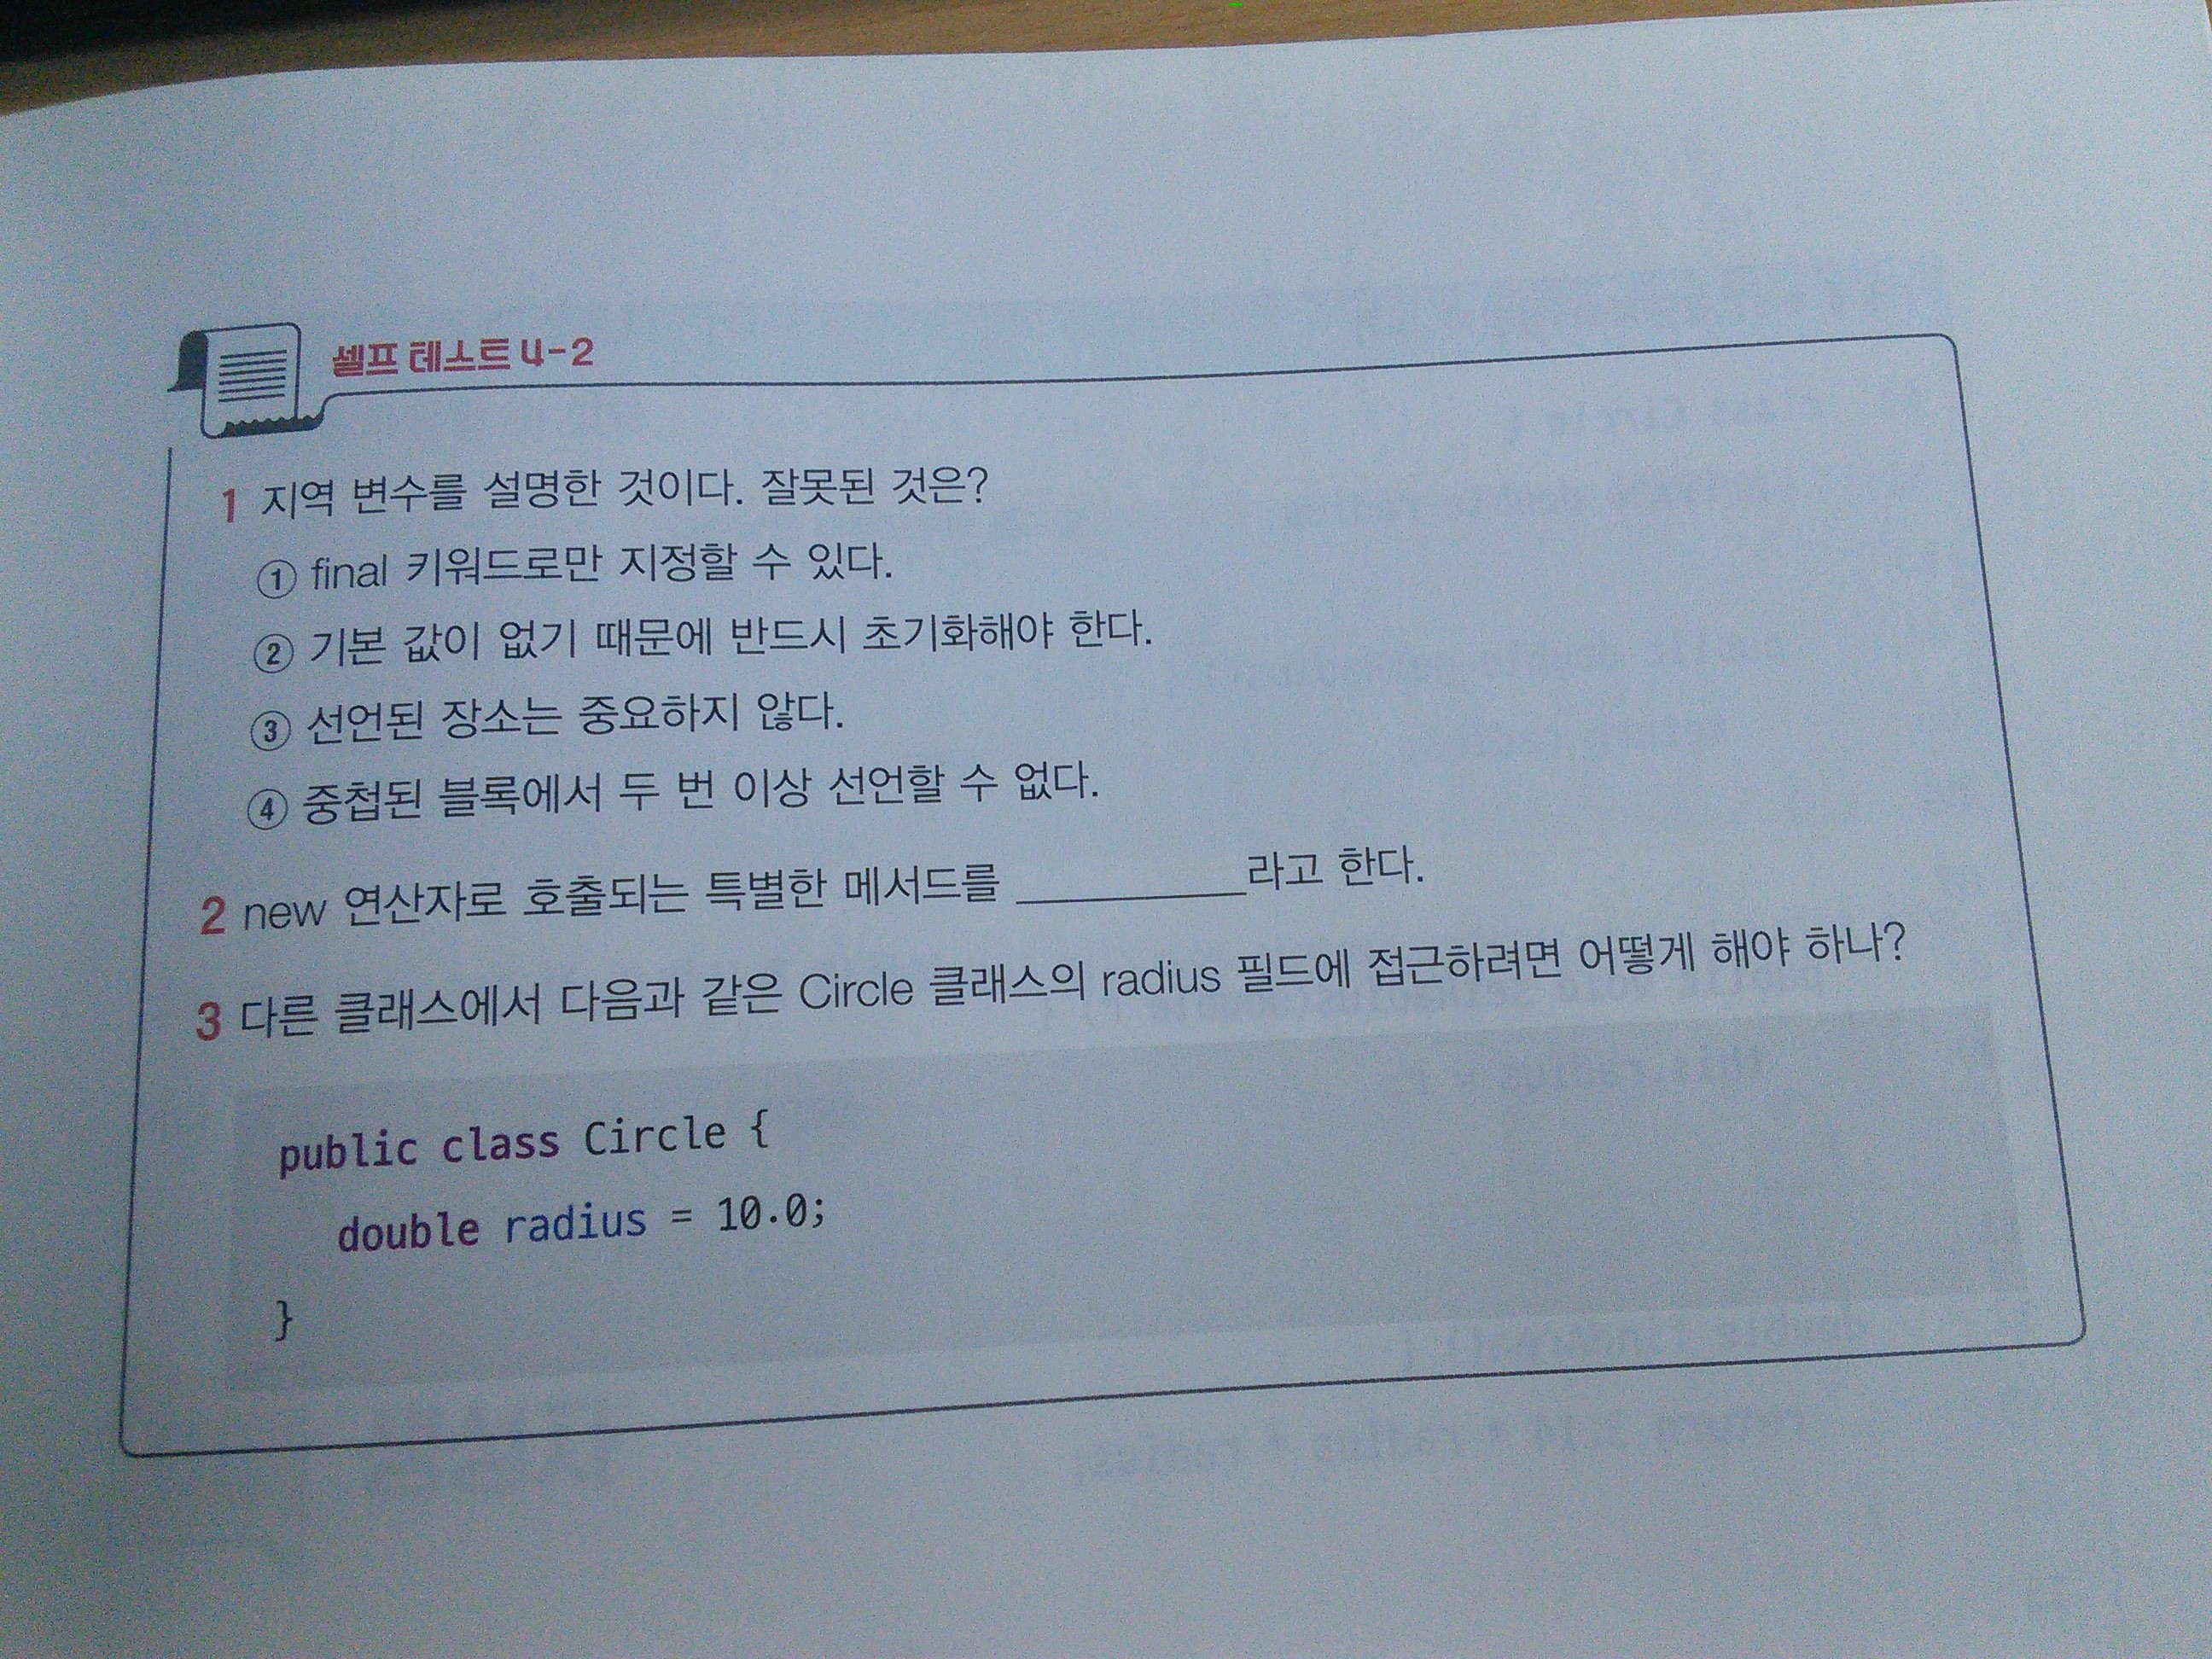 셀프 테스트 4-2
1 지역 변수를 설명한 것이다. 잘못된 것은?
① final 키워드로만 지정할 수 있다.
② 기본 값이 없기 때문에 반드시 초기화해야 한다.
③ 선언된 장소는 중요하지 않다.
④ 중첩된 블록에서 두 번 이상 선언할 수 없다.
2 new 연산자로 호출되는 특별한 메서드를 __________라고 한다.
3 다른 클래스에서 다음과 같은 Circle 클래스의 radius 필드에 접근하려면 어떻게 해야 하나?
public class Circle {
double radius = 10.0;
}